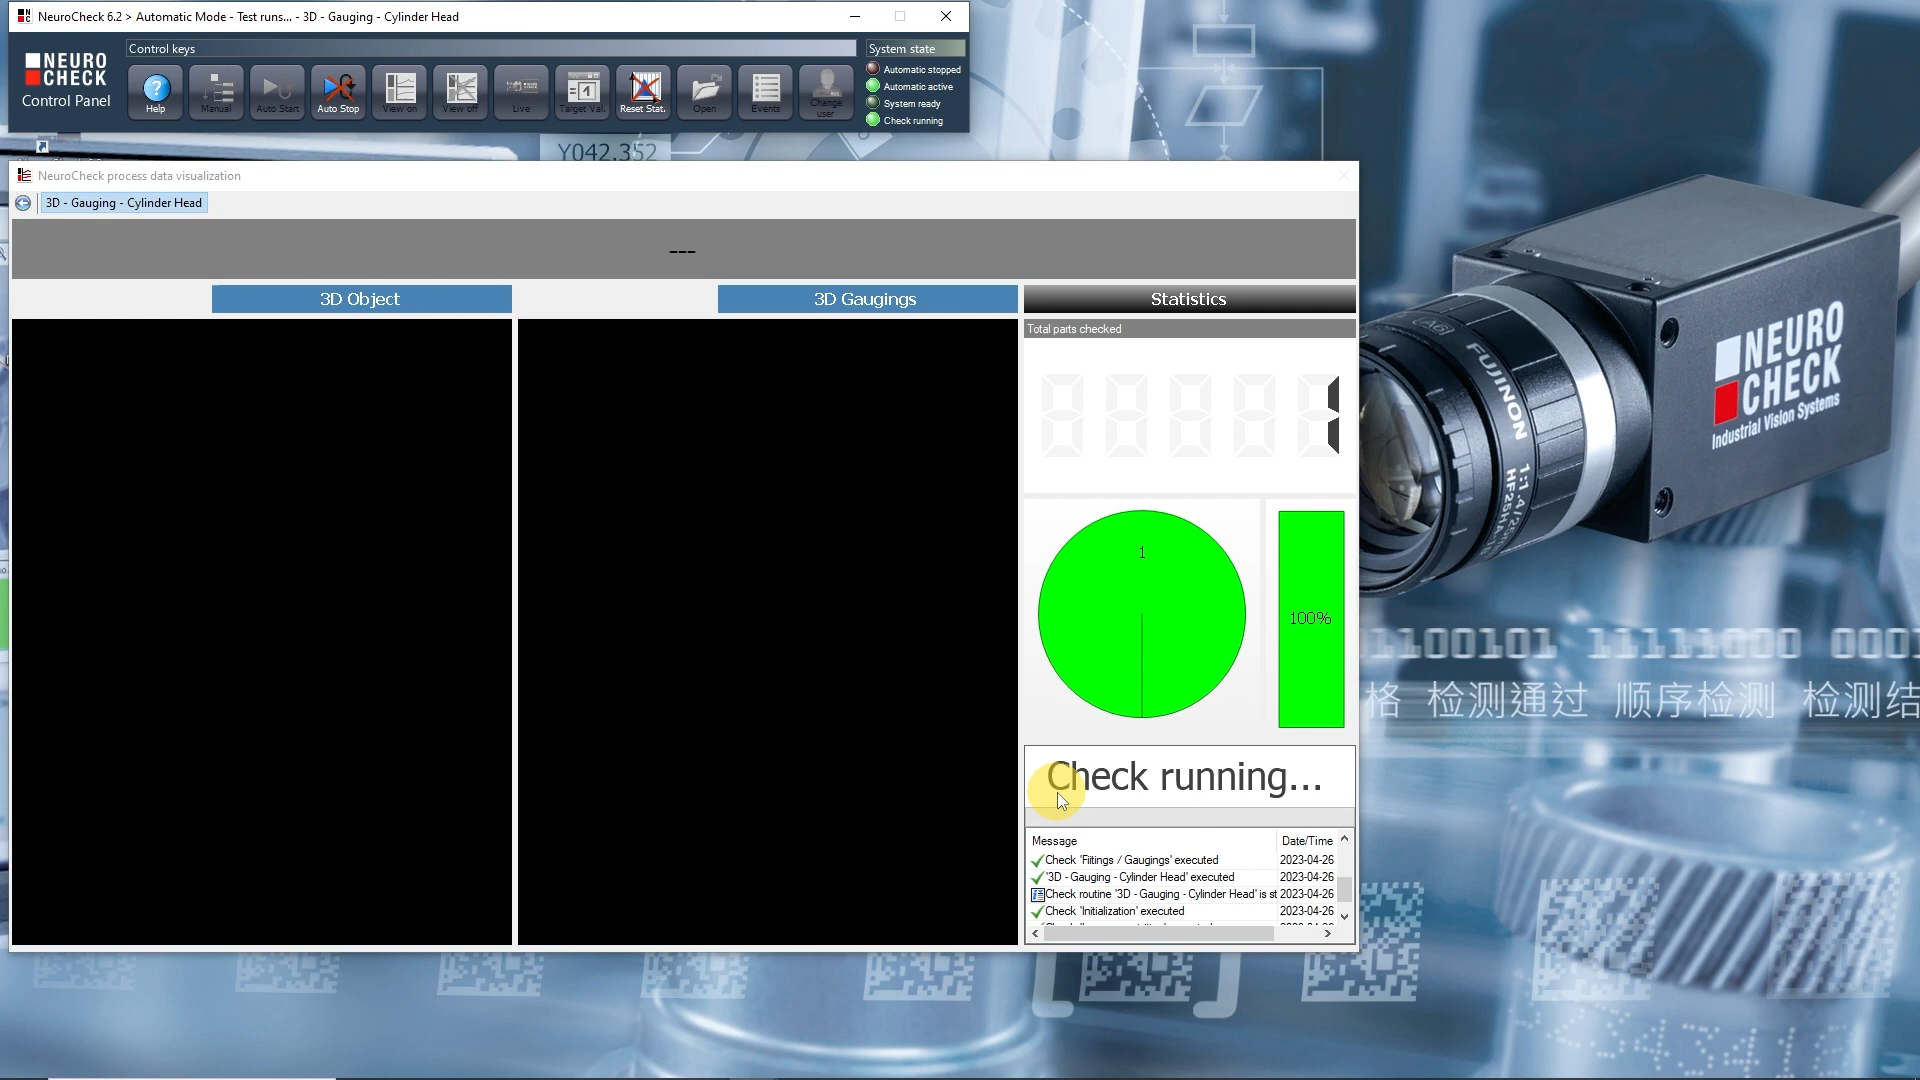 NeuroCheck 6.2 > Automatic Mode - Test runs... - 3D - Gauging - Cylinder Head
NEURO
CHECK
Control Panel
Control keys
Help
Manual
Auto Start
Auto Stop
View on
View off
Live
Target Val.
Reset Stat.
Open
Events
Change
user
System state
Automatic stopped
Automatic active
System ready
Check running
Y042.352
NeuroCheck process data visualization
3D - Gauging - Cylinder Head
---
3D Object
3D Gaugings
Statistics
Total parts checked
1
1
100%
Check running...
Message Date/Time
Check 'Fiitings / Gaugings' executed 2023-04-26
'3D - Gauging - Cylinder Head' executed 2023-04-26
Check routine '3D - Gauging - Cylinder Head' is st 2023-04-26
Check 'Initialization' executed 2023-04-26
FUJINON
NEURO
CHECK
Industrial Vision Systems
格 检测通过 顺序检测 检测结